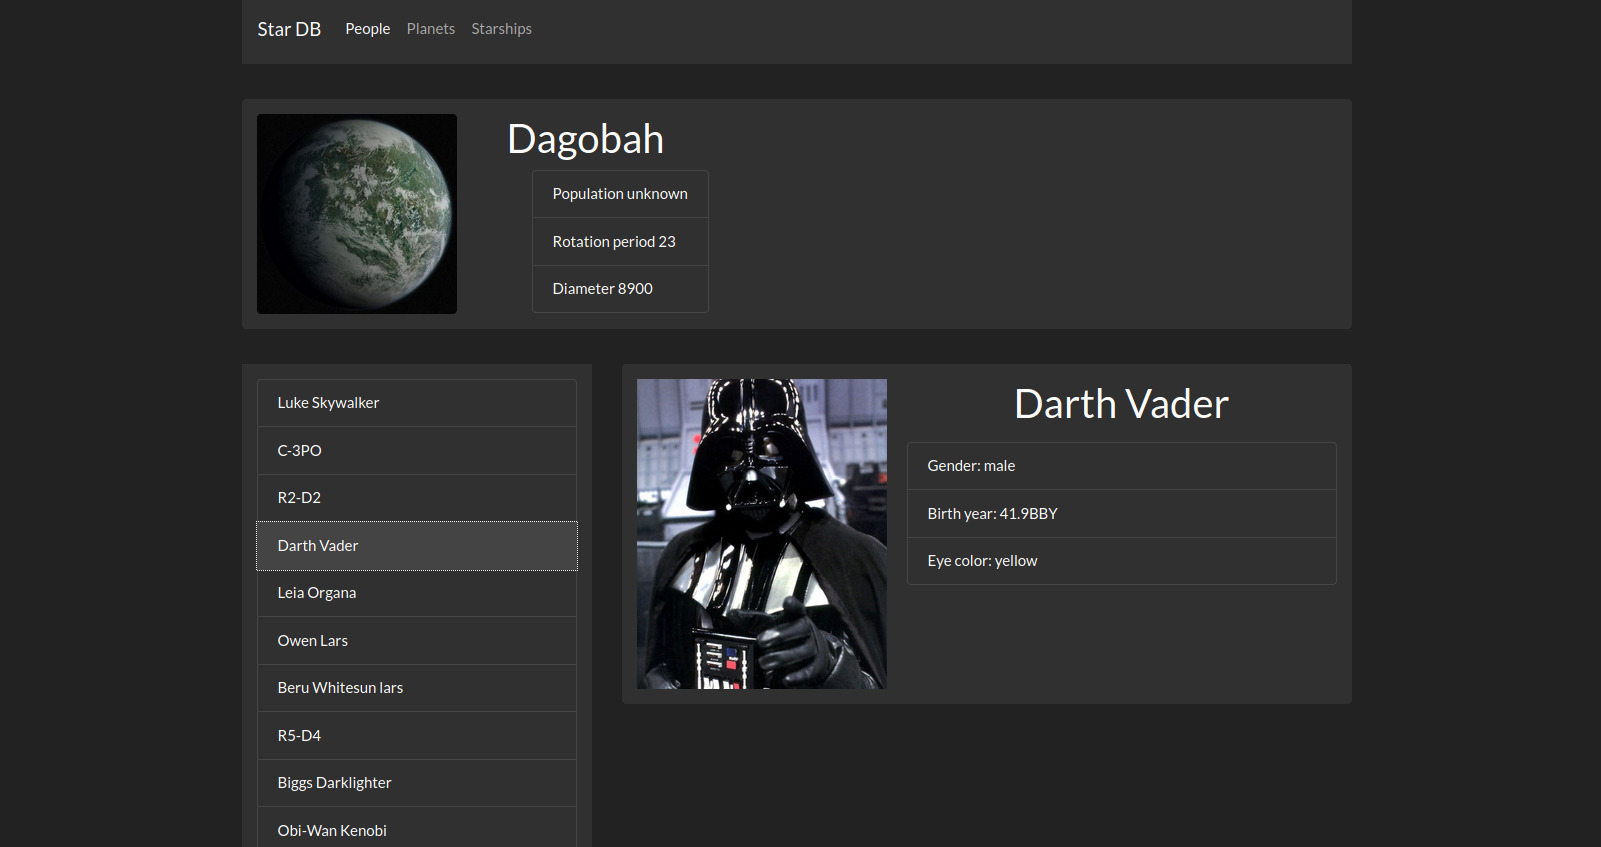 Star DB People Planets Starships
Dagobah
Population unknown
Rotation period 23
Diameter 8900
Luke Skywalker
C-3PO
R2-D2
Darth Vader
Leia Organa
Owen Lars
Beru Whitesun lars
R5-D4
Biggs Darklighter
Obi-Wan Kenobi
Darth Vader
Gender: male
Birth year: 41.9BBY
Eye color: yellow